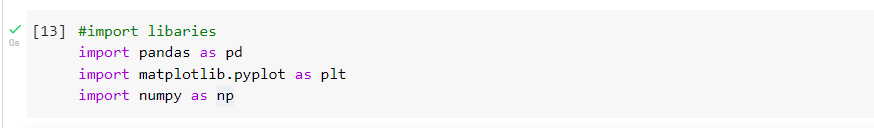 [13] #import libaries
import pandas as pd
import matplotlib.pyplot as plt
import numpy as np
0s